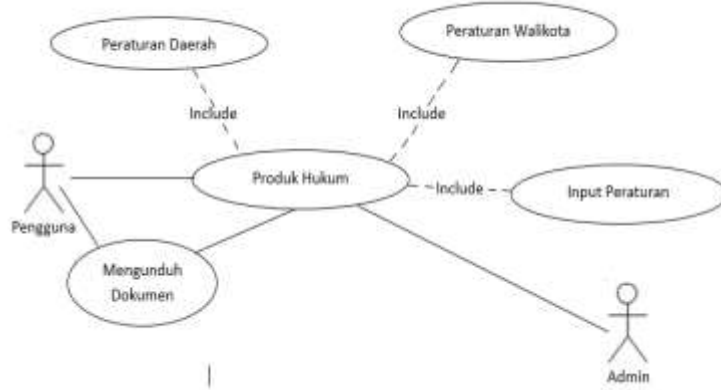 Peraturan Walikota
Peraturan Daerah
Include
Include
Produk Hukum
Include
Input Peraturan
Pengguna
Mengunduh
Dokumen
Admin